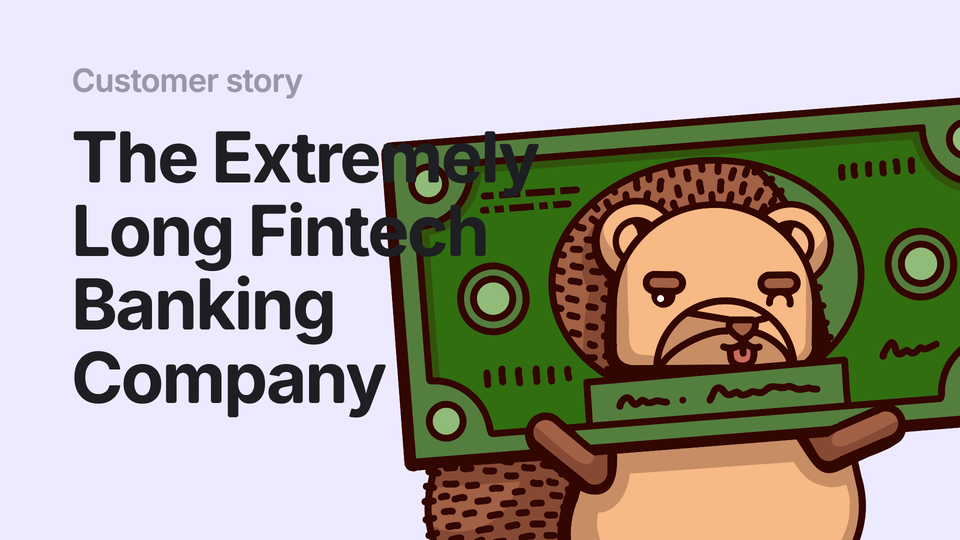 Customer story
The Extremely
Long Fintech
Banking
Company